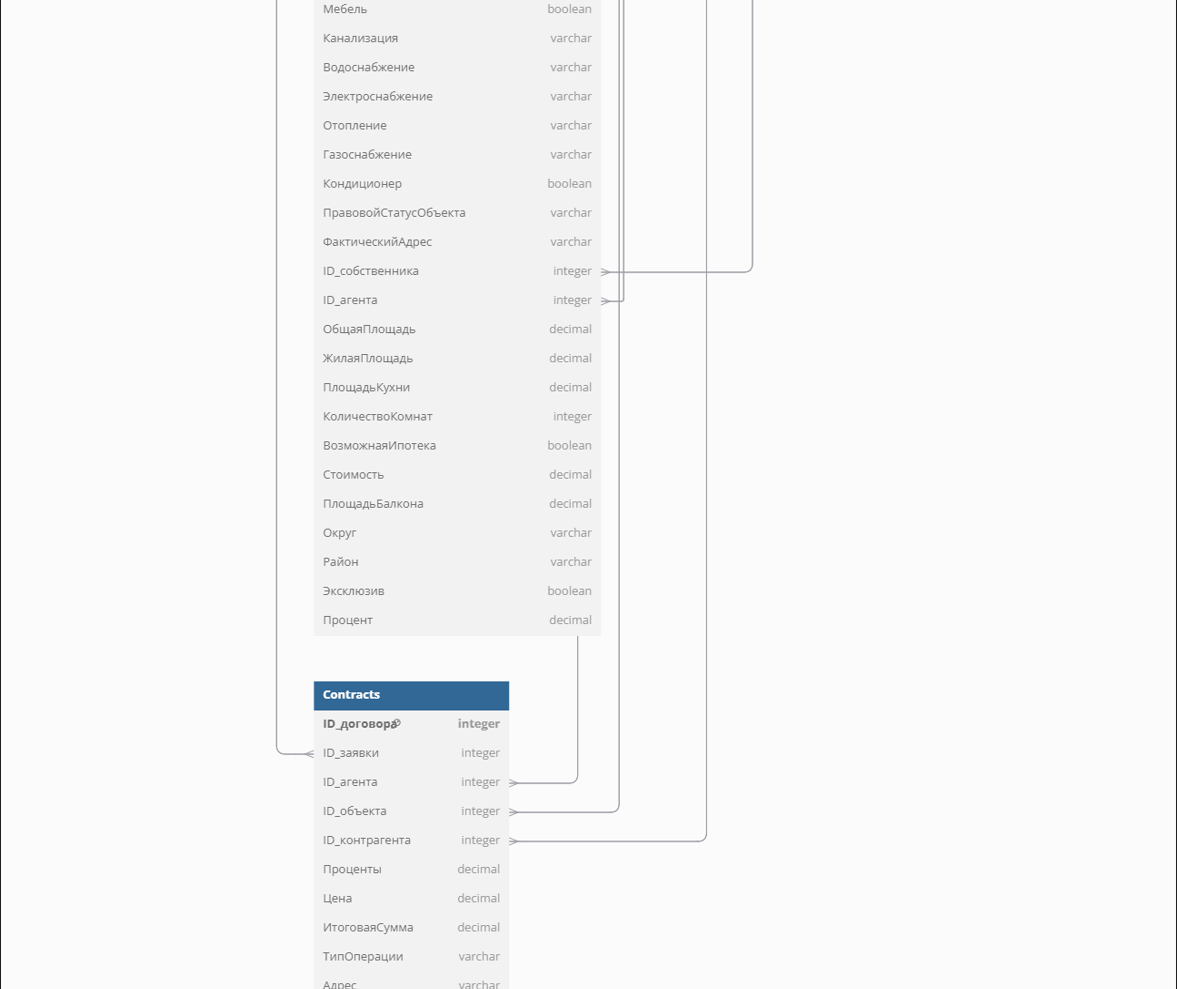 Мебель boolean
Канализация varchar
Водоснабжение varchar
Электроснабжение varchar
Отопление varchar
Газоснабжение varchar
Кондиционер boolean
ПравовойСтатусОбъекта varchar
ФактическийАдрес varchar
ID_собственника integer
ID_агента integer
ОбщаяПлощадь decimal
ЖилаяПлощадь decimal
ПлощадьКухни decimal
КоличествоКомнат integer
ВозможнаяИпотека boolean
Стоимость decimal
ПлощадьБалкона decimal
Округ varchar
Район varchar
Эксклюзив boolean
Процент decimal
Contracts
ID_договора integer
ID_заявки integer
ID_агента integer
ID_объекта integer
ID_контрагента integer
Проценты decimal
Цена decimal
ИтоговаяСумма decimal
ТипОперации varchar
Адрес varchar